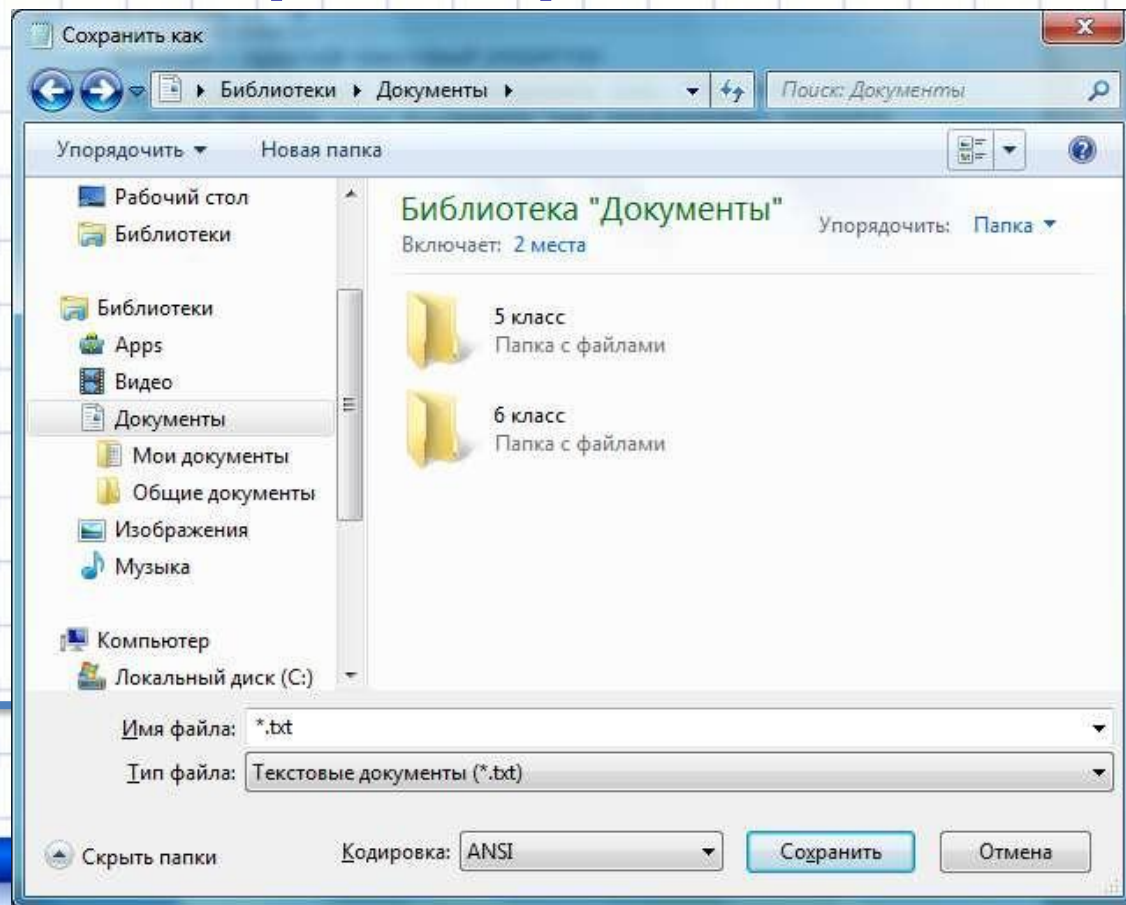 Сохранить как
Библиотеки
Документы
Поиск: Документы
Упорядочить
Новая папка
Рабочий стол
Библиотеки
Библиотеки
Apps
Видео
Документы
Мои документы
Общие документы
Изображения
Музыка
Компьютер
Локальный диск (C:)
Библиотека "Документы"
Включает: 2 места
Упорядочить: Папка
5 класс
Папка с файлами
6 класс
Папка с файлами
Имя файла: *.txt
Тип файла: Текстовые документы (*.txt)
Скрыть папки
Кодировка: ANSI
Сохранить
Отмена